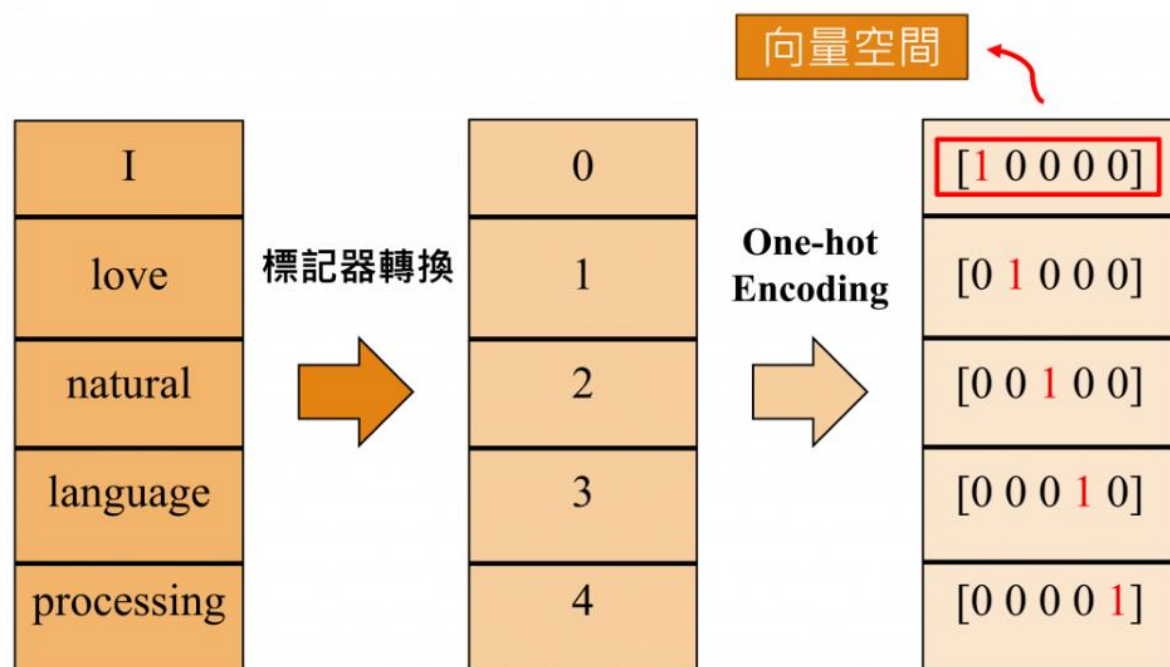 向量空間
I
love
natural
language
processing
標記器轉換
0
1
2
3
4
One-hot
Encoding
[1 0 0 0 0]
[0 1 0 0 0]
[0 0 1 0 0]
[0 0 0 1 0]
[0 0 0 0 1]